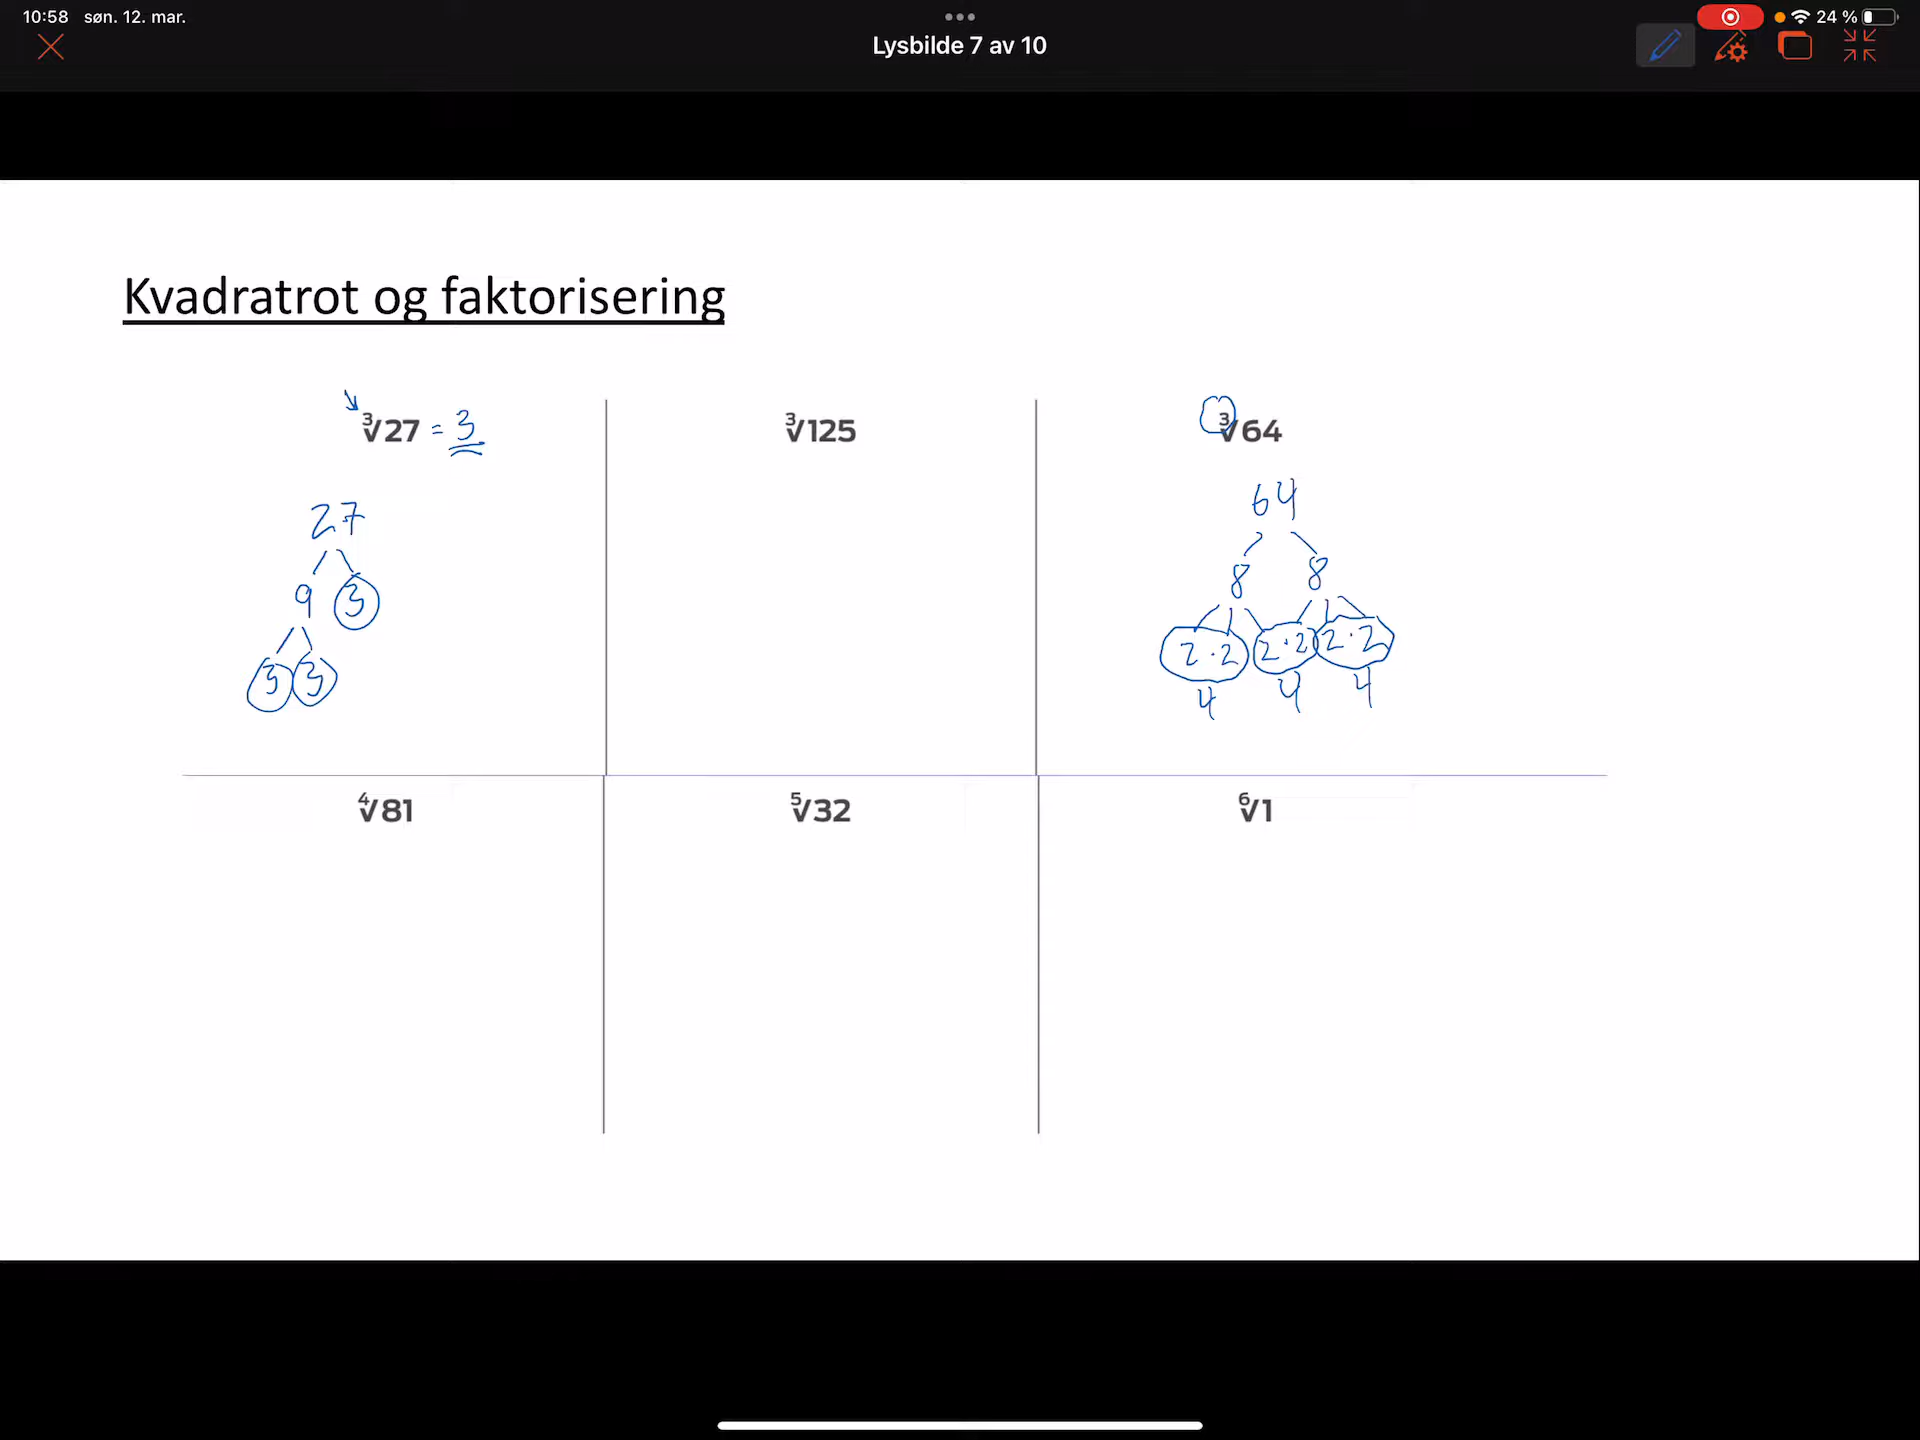 10:58 søn. 12. mar.
24 %
Lysbilde 7 av 10
Kvadratrot og faktorisering
∛27 = 3
27
9 3
3 3
∛125
∛64
64
8 8
2 · 2 2 · 2 2 · 2
4 4 4
∜81
⁵√32
⁶√1